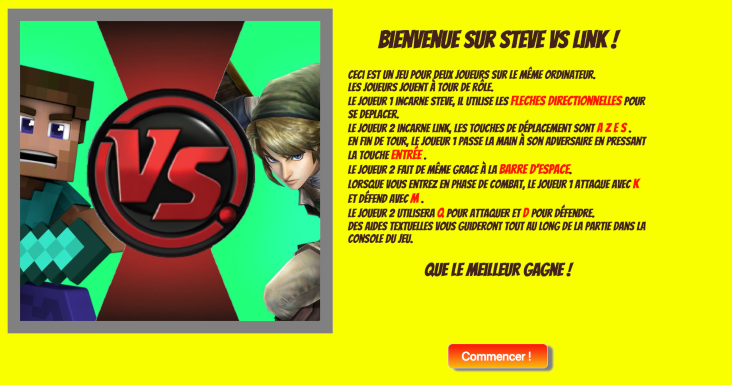 VS.
BIENVENUE SUR STEVE VS LINK !
CECI EST UN JEU POUR DEUX JOUEURS SUR LE MÊME ORDINATEUR.
LES JOUEURS JOUENT À TOUR DE RÔLE.
LE JOUEUR 1 INCARNE STEVE, IL UTILISE LES FLECHES DIRECTIONNELLES POUR
SE DEPLACER.
LE JOUEUR 2 INCARNE LINK, LES TOUCHES DE DÉPLACEMENT SONT A Z E S .
EN FIN DE TOUR, LE JOUEUR 1 PASSE LA MAIN À SON ADVERSAIRE EN PRESSANT
LA TOUCHE ENTRÉE .
LE JOUEUR 2 FAIT DE MÊME GRACE À LA BARRE D'ESPACE.
LORSQUE VOUS ENTREZ EN PHASE DE COMBAT, LE JOUEUR 1 ATTAQUE AVEC K
ET DÉFEND AVEC M .
LE JOUEUR 2 UTILISERA Q POUR ATTAQUER ET D POUR DÉFENDRE.
DES AIDES TEXTUELLES VOUS GUIDERONT TOUT AU LONG DE LA PARTIE DANS LA
CONSOLE DU JEU.
QUE LE MEILLEUR GAGNE !
Commencer !